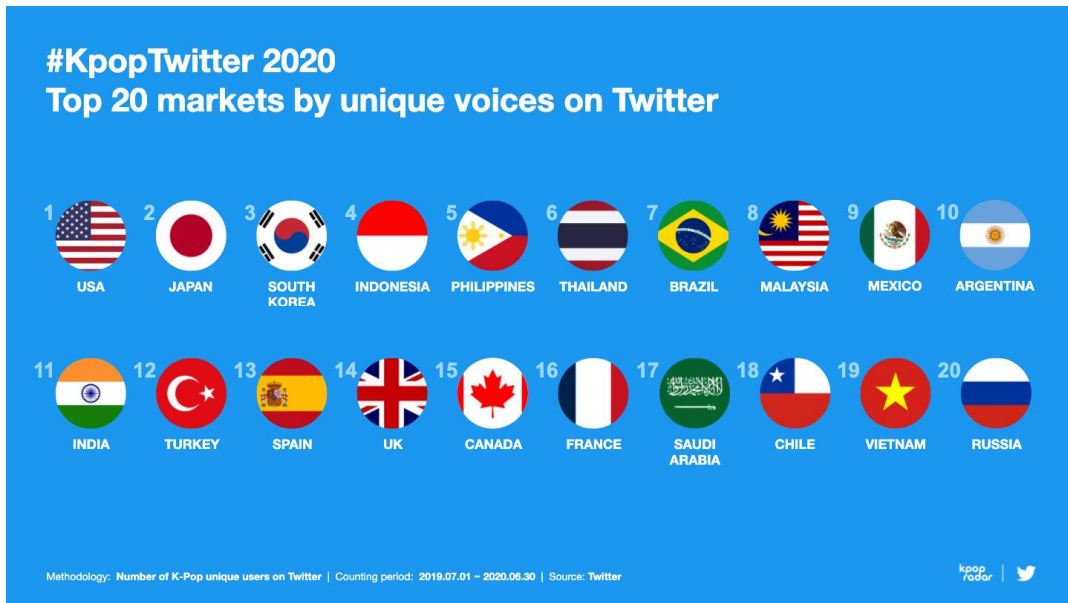 #KpopTwitter 2020
Top 20 markets by unique voices on Twitter
1 2 3 4 5 6 7 8 9 10
USA JAPAN SOUTH KOREA INDONESIA PHILIPPINES THAILAND BRAZIL MALAYSIA MEXICO ARGENTINA
11 12 13 14 15 16 17 18 19 20
INDIA TURKEY SPAIN UK CANADA FRANCE SAUDI ARABIA CHILE VIETNAM RUSSIA
Methodology: Number of K-Pop unique users on Twitter | Counting period: 2019.07.01 ~ 2020.06.30 | Source: Twitter
kpop
radar